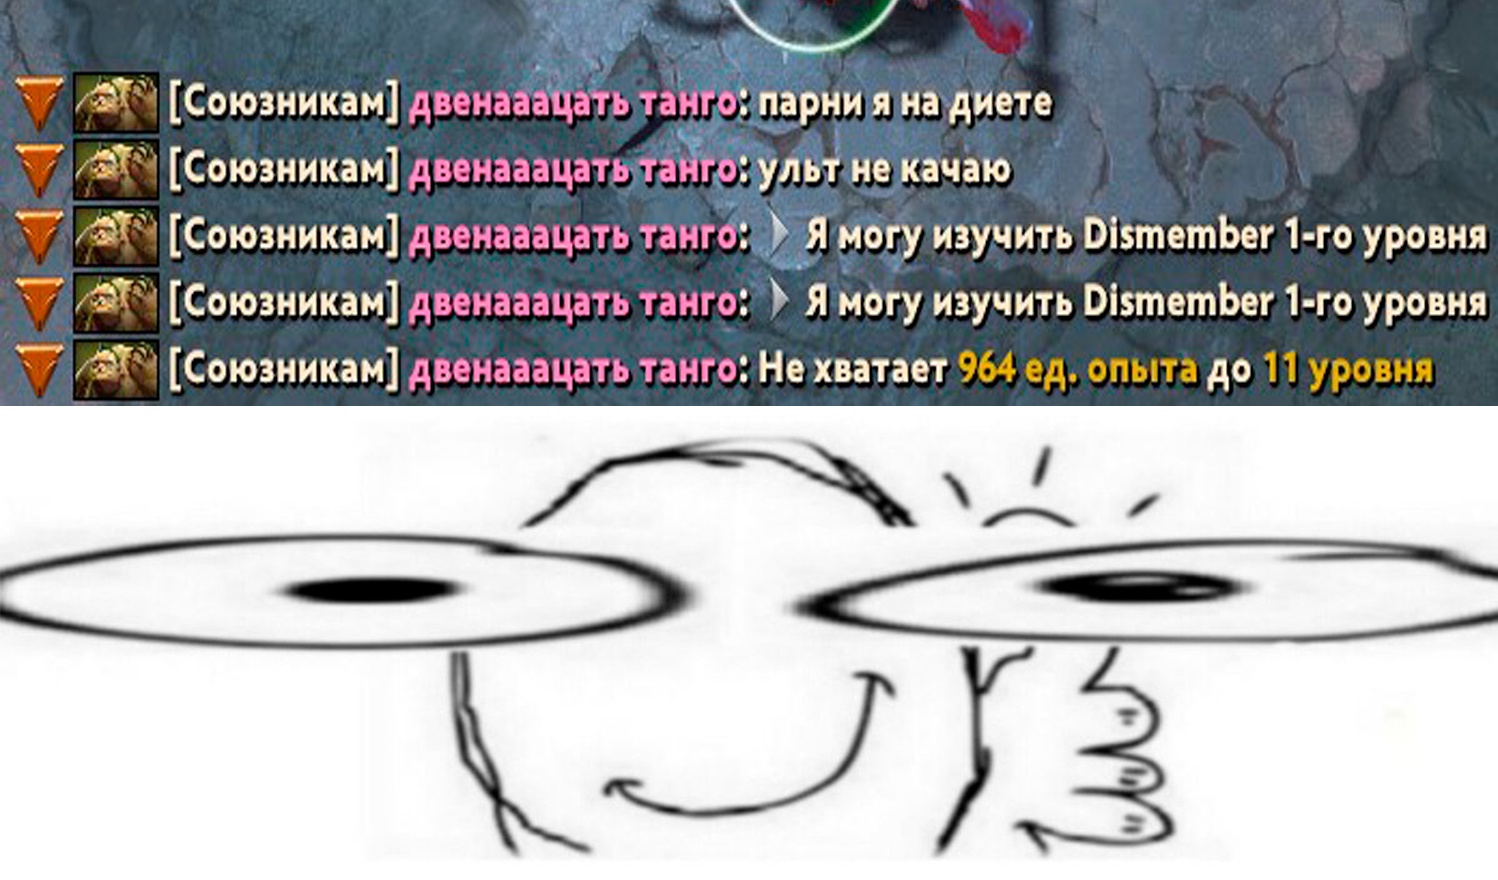 [Союзникам] двенааацать танго: парни я на диете
[Союзникам] двенааацать танго: ульт не качаю
[Союзникам] двенааацать танго: Я могу изучить Dismember 1-го уровня
[Союзникам] двенааацать танго: Я могу изучить Dismember 1-го уровня
[Союзникам] двенааацать танго: Не хватает 964 ед. опыта до 11 уровня